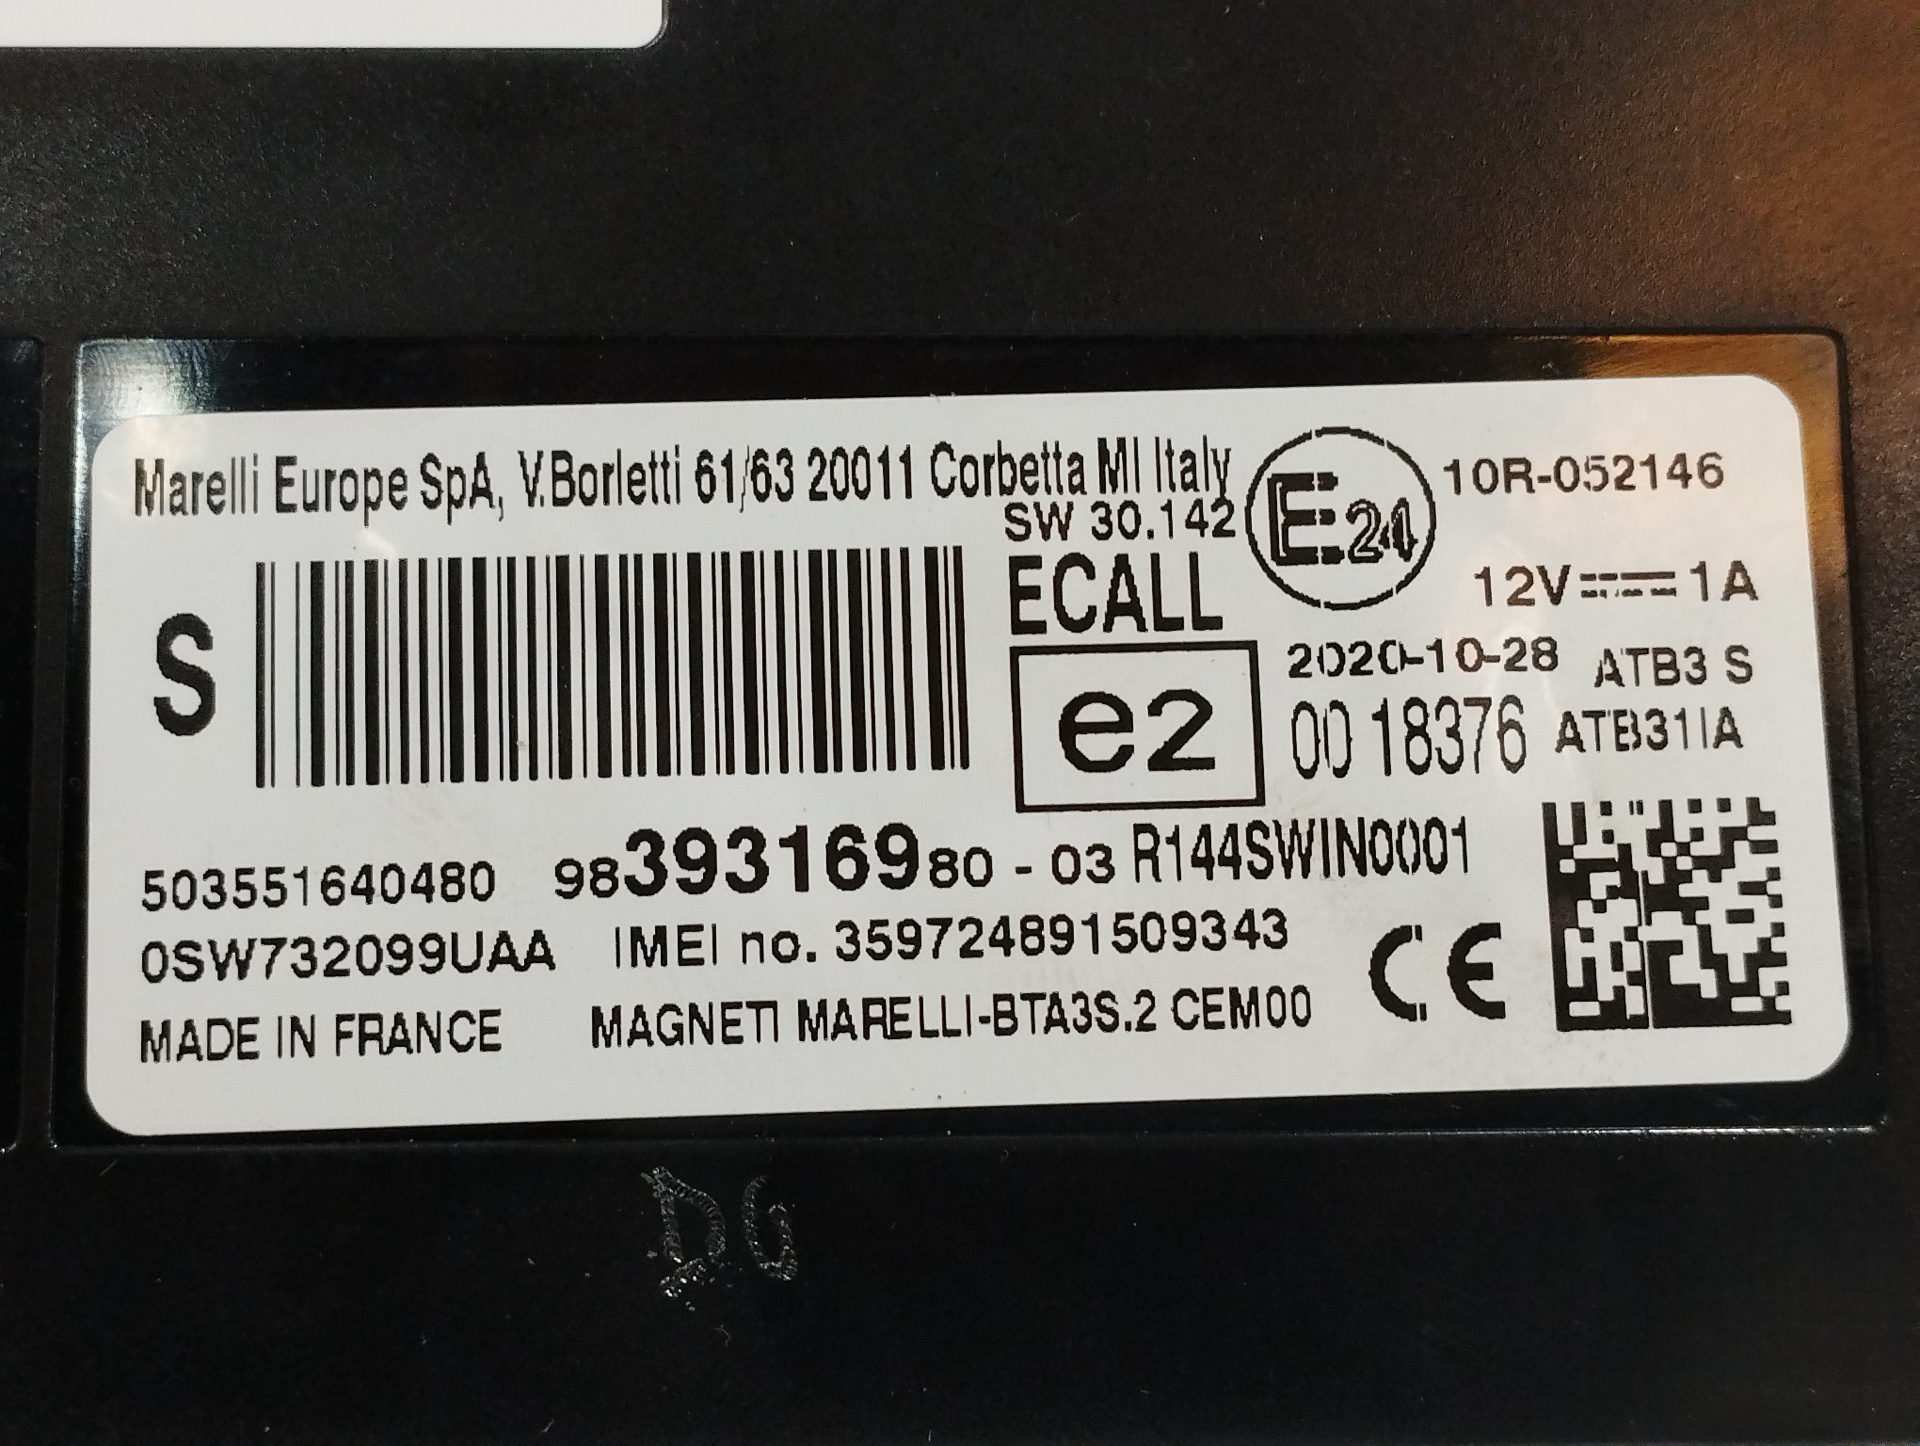 Marelli Europe SpA, V.Borletti 61/63 20011 Corbetta MI Italy
SW 30.142
E24
10R-052146
ECALL
12V 1A
S
e2
2020-10-28 ATB3 S
00 18376 ATB31IA
503551640480 9839316980 - 03 R144SWIN0001
0SW732099UAA IMEI no. 359724891509343
CE
MADE IN FRANCE MAGNETI MARELLI-BTA3S.2 CEM00